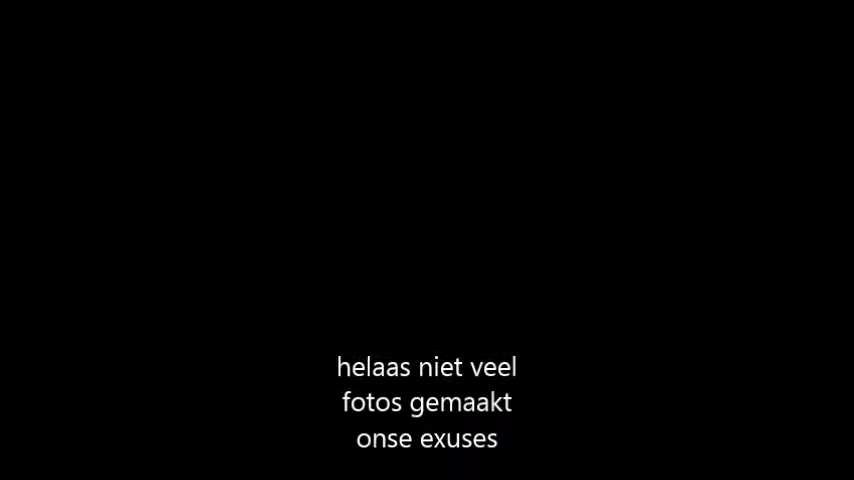 helaas niet veel
fotos gemaakt
onse exuses